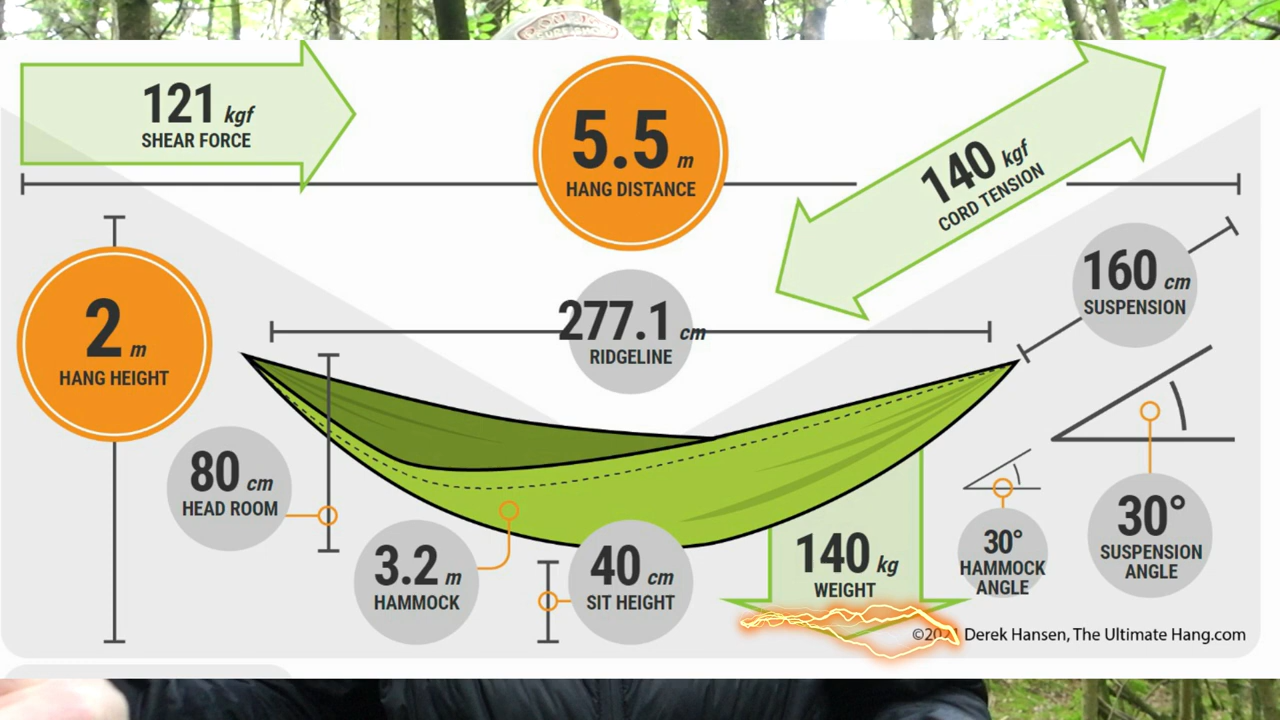 121 kgf
SHEAR FORCE
5.5 m
HANG DISTANCE
140 kgf
CORD TENSION
160 cm
SUSPENSION
277.1 cm
RIDGELINE
2 m
HANG HEIGHT
80 cm
HEAD ROOM
3.2 m
HAMMOCK
40 cm
SIT HEIGHT
140 kg
WEIGHT
30°
HAMMOCK
ANGLE
30°
SUSPENSION
ANGLE
Derek Hansen, The Ultimate Hang.com